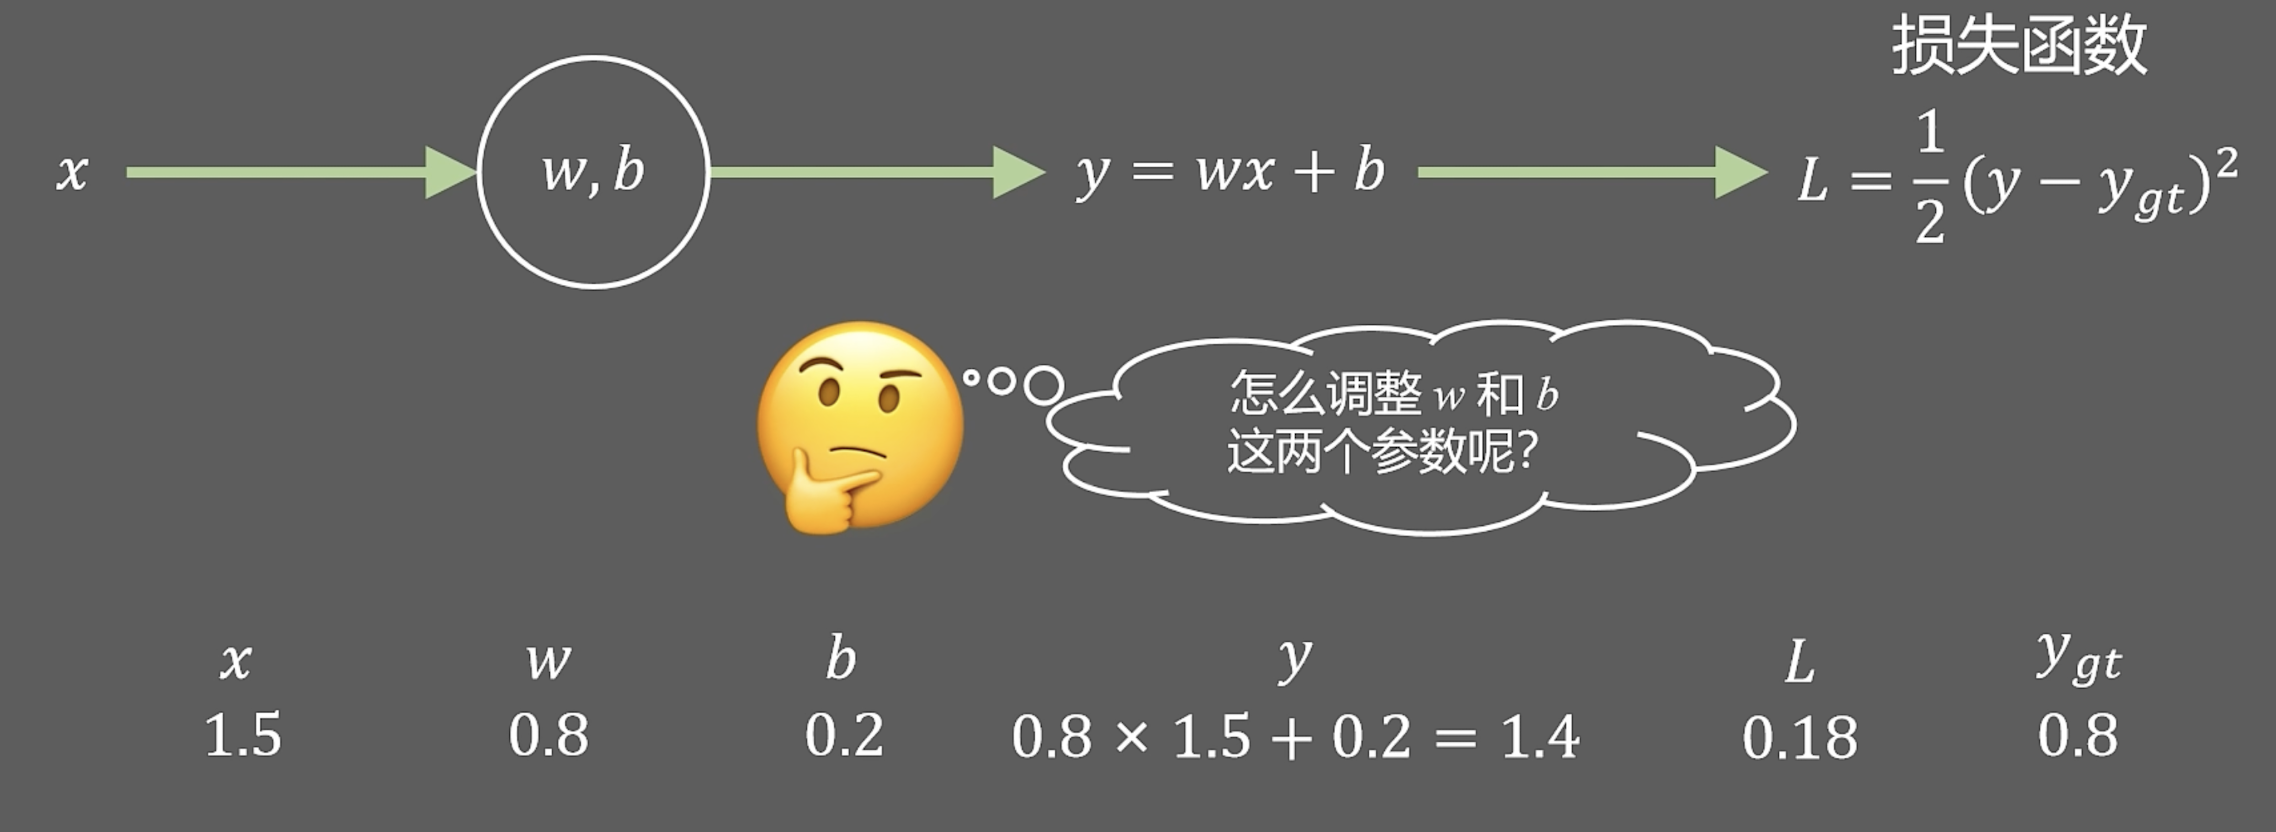 损失函数
x
w, b
y = wx + b
L = \frac{1}{2}(y − y_{gt})^2
怎么调整 w 和 b
这两个参数呢？
x w b y L y_{gt}
1.5 0.8 0.2 0.8 × 1.5 + 0.2 = 1.4 0.18 0.8